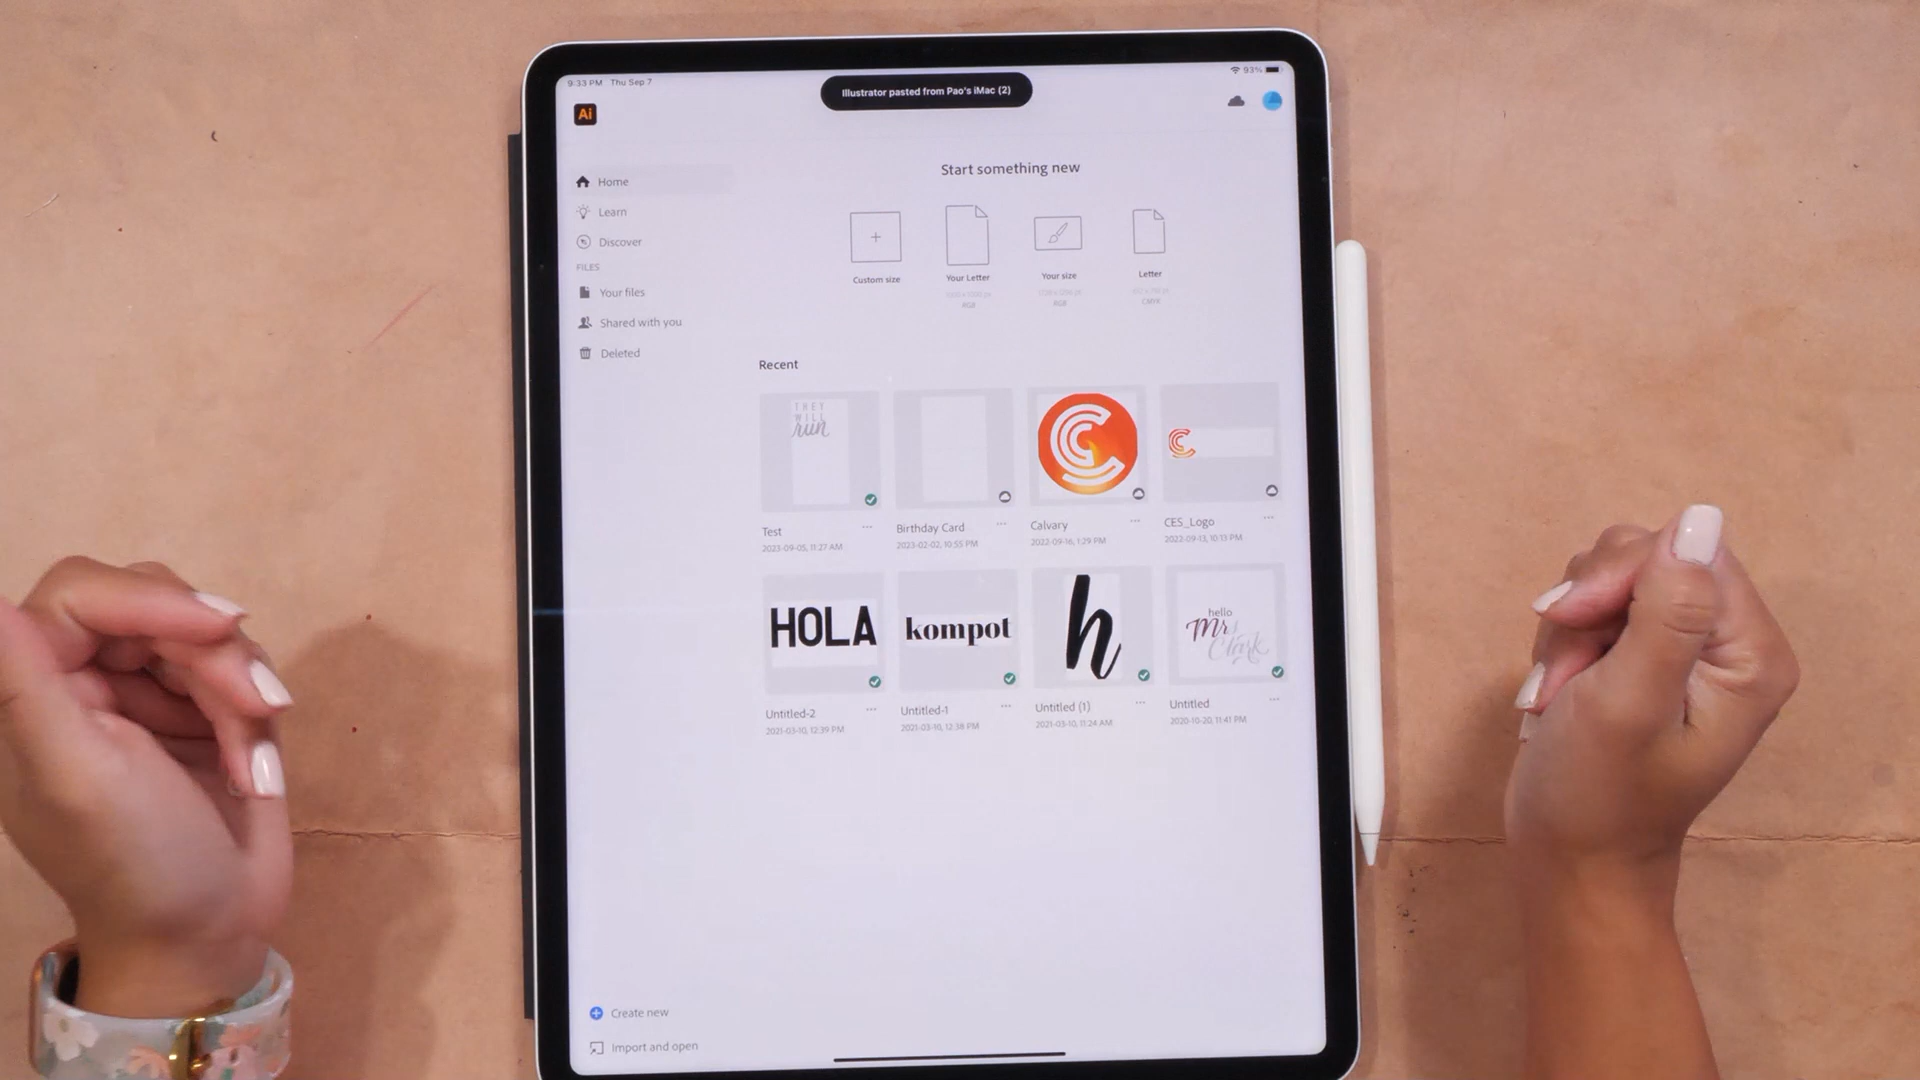 9:33 PM Thu Sep 7
93%
Illustrator pasted from Pao's iMac (2)
Ai
Home
Learn
Discover
FILES
Your files
Shared with you
Deleted
Start something new
Custom size
Your Letter
RGB
Your size
RGB
Letter
CMYK
Recent
THEY
WILL
run
Test
...
2023-09-05, 11:27 AM
Birthday Card
...
2023-02-02, 10:55 PM
Calvary
...
2022-09-16, 1:29 PM
CES_Logo
...
2022-09-13, 10:13 PM
HOLA
Untitled-2
...
2021-03-10, 12:39 PM
kompot
Untitled-1
...
2021-03-10, 12:38 PM
h
Untitled (1)
...
2021-03-10, 11:24 AM
hello
Mrs
Clark
Untitled
...
2020-10-20, 11:41 PM
Create new
Import and open